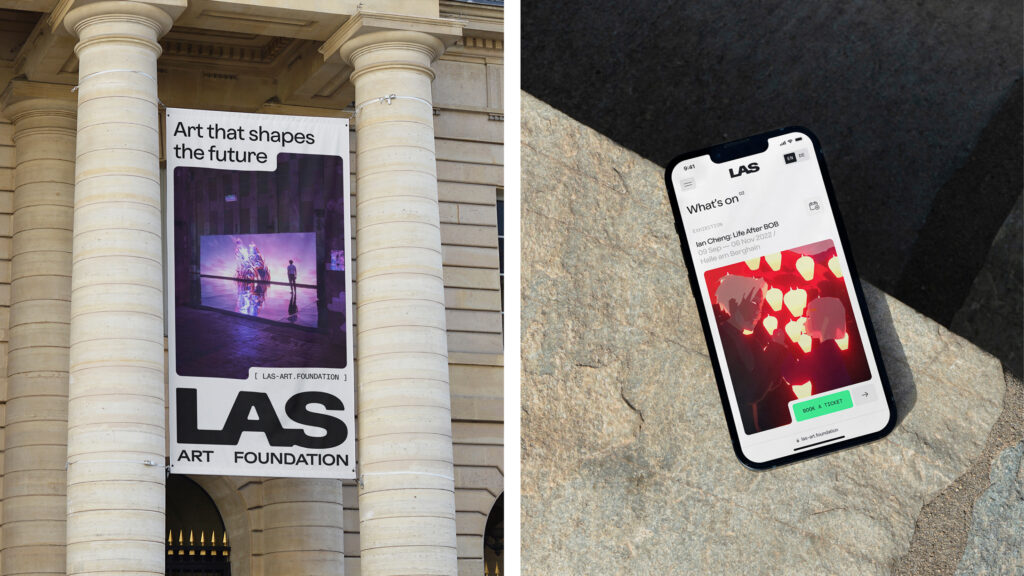 Art that shapes
the future
[ LAS-ART.FOUNDATION ]
LAS
ART FOUNDATION
9:41
LAS
EN DE
What's on
EXHIBITION
Ian Cheng: Life After BOB
09 Sep — 06 Nov 2022 /
Halle am Berghain
BOOK A TICKET →
las-art.foundation